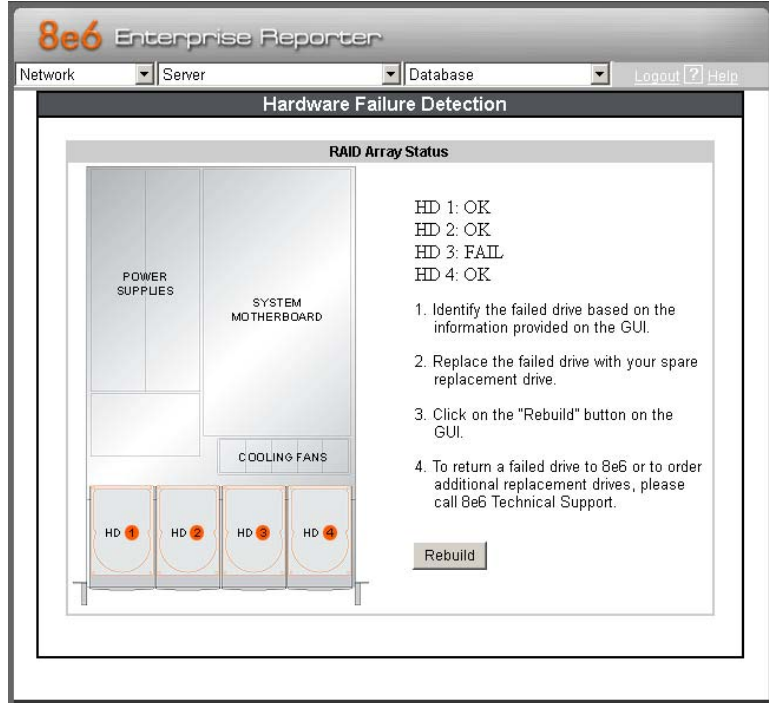 8e6 Enterprise Reporter
Network Server Database Logout ? Help
Hardware Failure Detection
RAID Array Status
POWER
SUPPLIES
SYSTEM
MOTHERBOARD
COOLING FANS
HD 1 HD 2 HD 3 HD 4
HD 1: OK
HD 2: OK
HD 3: FAIL
HD 4: OK
1. Identify the failed drive based on the
information provided on the GUI.
2. Replace the failed drive with your spare
replacement drive.
3. Click on the "Rebuild" button on the
GUI.
4. To return a failed drive to 8e6 or to order
additional replacement drives, please
call 8e6 Technical Support.
Rebuild